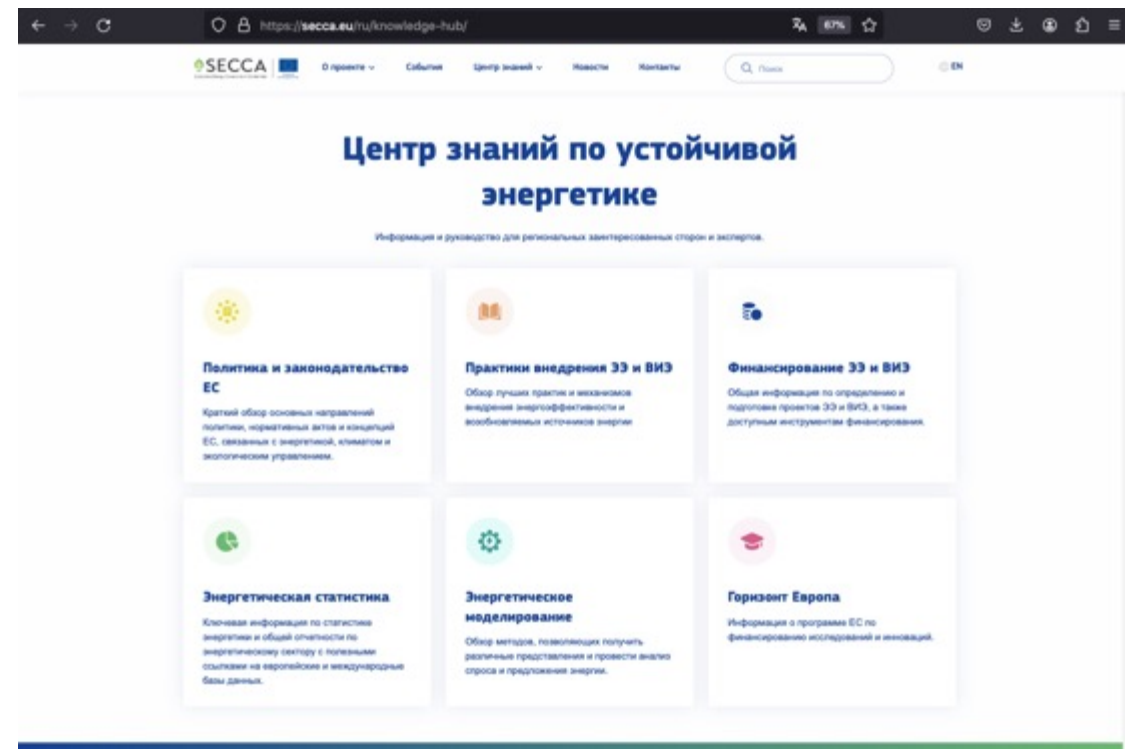 https://secca.eu/ru/knowledge-hub/
67%
SECCA
О проекте
События
Центр знаний
Новости
Контакты
Поиск
EN
Центр знаний по устойчивой
энергетике
Информация и руководство для региональных заинтересованных сторон и экспертов.
Политика и законодательство
ЕС
Краткий обзор основных направлений
политики, нормативных актов и концепций
ЕС, связанных с энергетикой, климатом и
экологическим управлением.
Практики внедрения ЭЭ и ВИЭ
Обзор лучших практик и механизмов
внедрения энергоэффективности и
возобновляемых источников энергии
Финансирование ЭЭ и ВИЭ
Общая информация по определению и
подготовке проектов ЭЭ и ВИЭ, а также
доступным инструментам финансирования.
Энергетическая статистика
Ключевая информация по статистике
энергетики и общей отчетности по
энергетическому сектору с полезными
ссылками на европейские и международные
базы данных.
Энергетическое
моделирование
Обзор методов, позволяющих получить
различные представления и провести анализ
спроса и предложения энергии.
Горизонт Европа
Информация о программе ЕС по
финансированию исследований и инноваций.